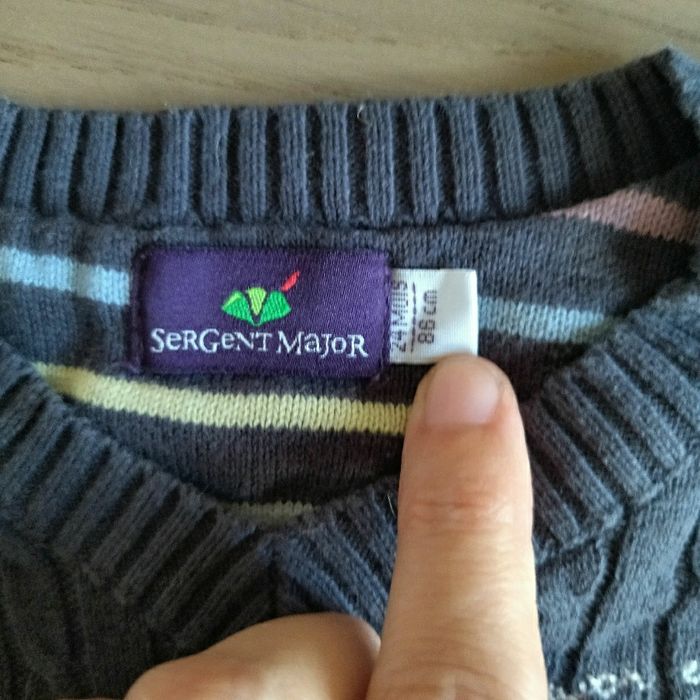 SeRGeNT MaJoR
24 MOIS
86 cm